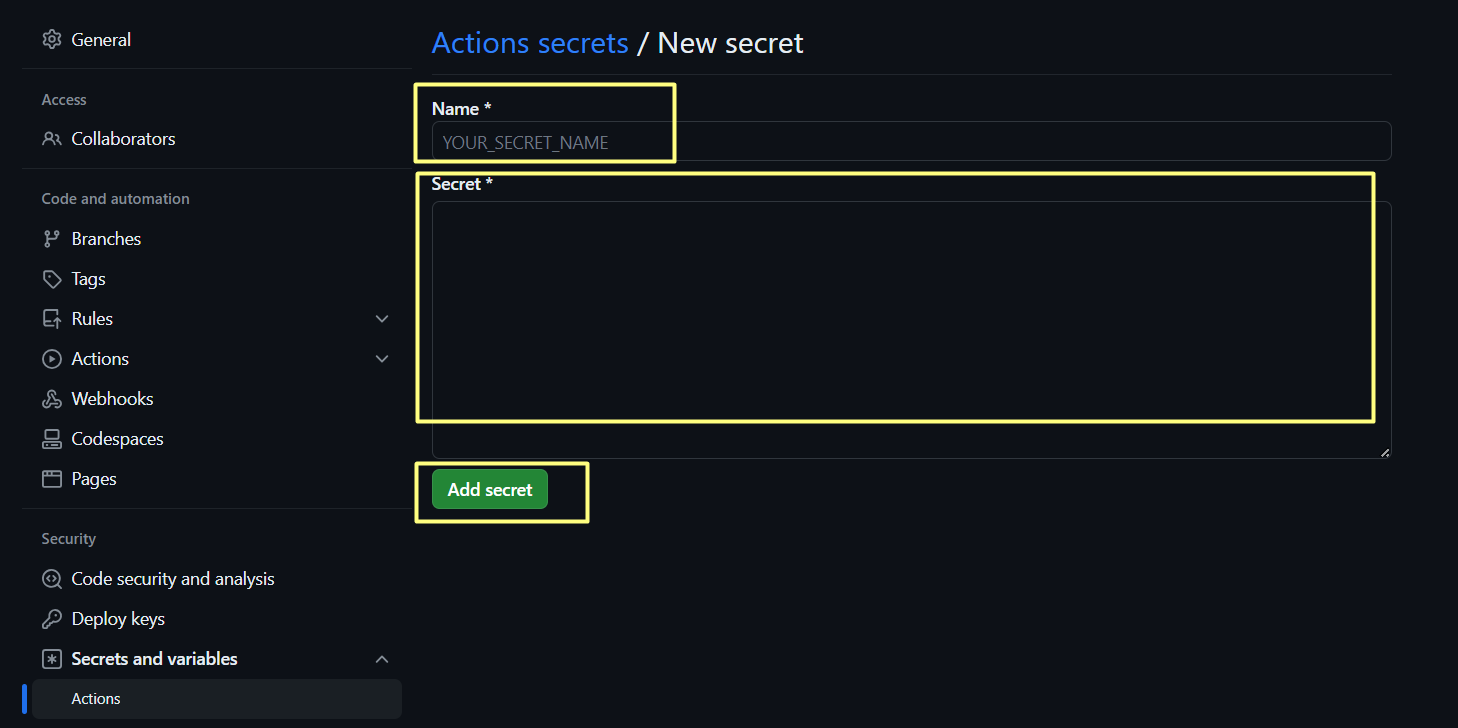 General
Access
Collaborators
Code and automation
Branches
Tags
Rules
Actions
Webhooks
Codespaces
Pages
Security
Code security and analysis
Deploy keys
Secrets and variables
Actions
Actions secrets / New secret
Name *
YOUR_SECRET_NAME
Secret *
Add secret